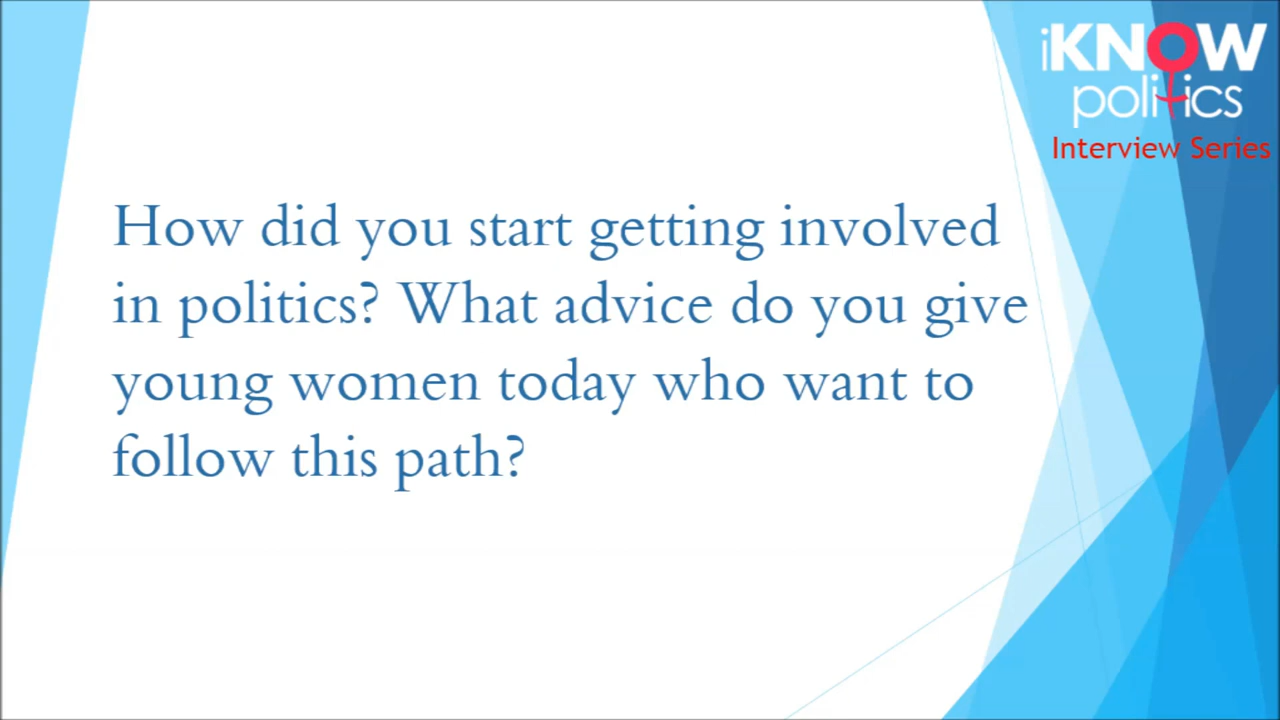 iKNOW
politics
Interview Series
How did you start getting involved
in politics? What advice do you give
young women today who want to
follow this path?